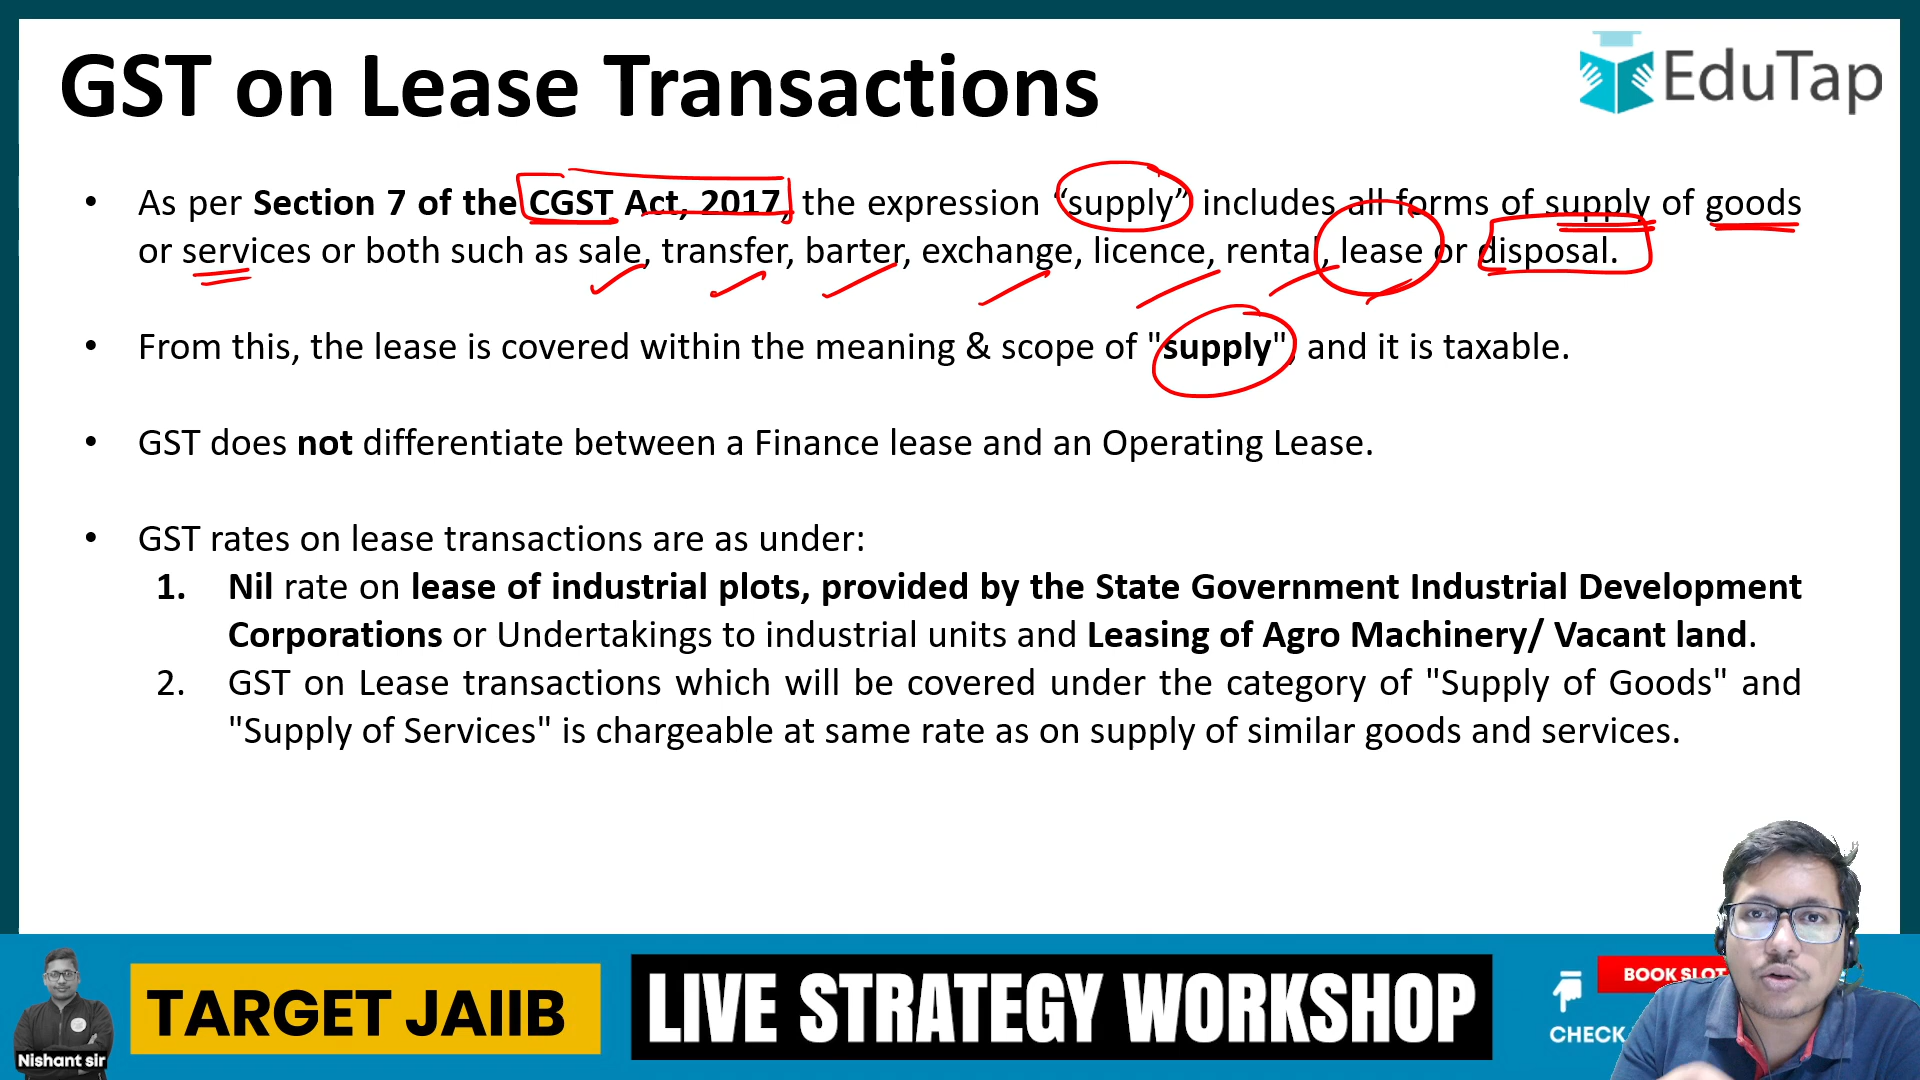 GST on Lease Transactions
EduTap
• As per Section 7 of the CGST Act, 2017, the expression “supply” includes all forms of supply of goods
or services or both such as sale, transfer, barter, exchange, licence, rental, lease or disposal.
• From this, the lease is covered within the meaning & scope of "supply", and it is taxable.
• GST does not differentiate between a Finance lease and an Operating Lease.
• GST rates on lease transactions are as under:
1. Nil rate on lease of industrial plots, provided by the State Government Industrial Development
Corporations or Undertakings to industrial units and Leasing of Agro Machinery/ Vacant land.
2. GST on Lease transactions which will be covered under the category of "Supply of Goods" and
"Supply of Services" is chargeable at same rate as on supply of similar goods and services.
Nishant sir
TARGET JAIIB
LIVE STRATEGY WORKSHOP
BOOK SLOT
CHECK